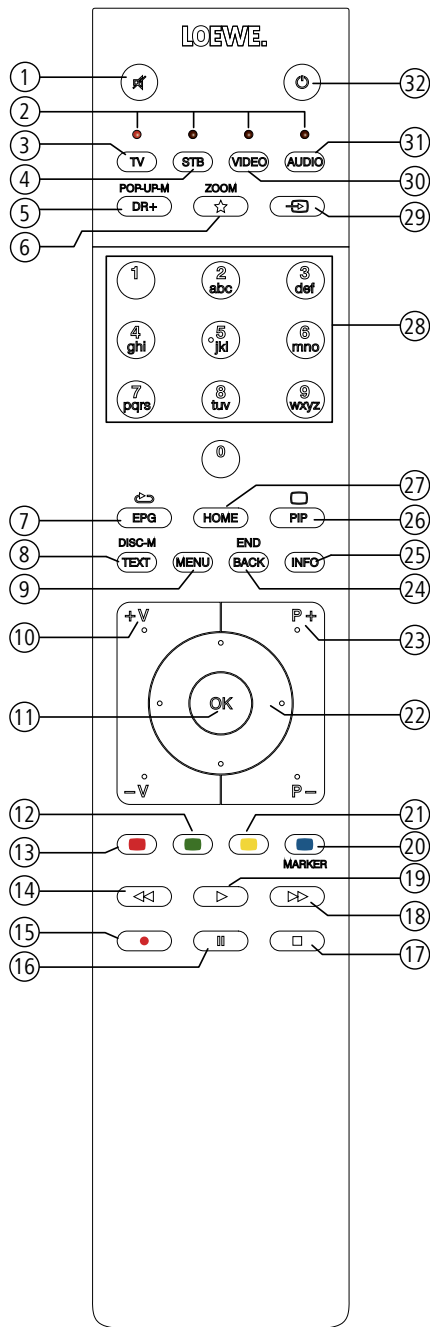 LOEWE.
1
32
2
3 TV STB VIDEO AUDIO 31
4 30
POP-UP-M ZOOM
5 DR+ 29
6
1 2 3
abc def
28
4 5 6
ghi jkl mno
7 8 9
pqrs tuv wxyz
0
27
7 EPG HOME PIP 26
DISC-M END
8 TEXT MENU BACK INFO 25
9 24
+V P+
10 23
11 OK 22
–V P–
12 21
13 20
MARKER
14 19
18
15
16 17